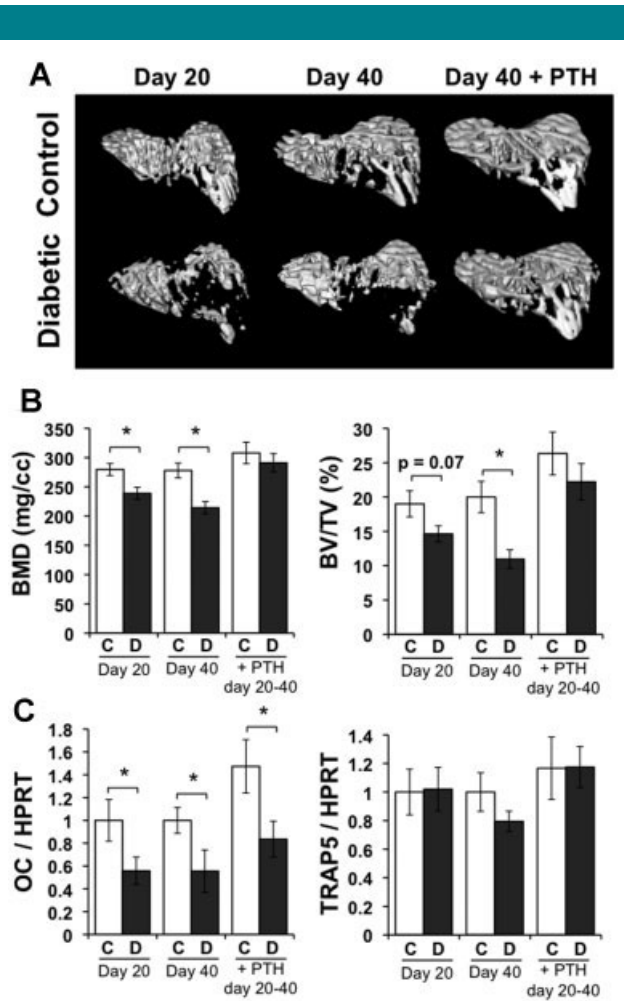 A
Day 20 Day 40 Day 40 + PTH
Control
Diabetic
B
BMD (mg/cc)
350
300
250
200
150
100
50
0
*
*
C D C D C D
Day 20 Day 40 + PTH
day 20-40
BV/TV (%)
30
25
20
15
10
5
0
p = 0.07
*
C D C D C D
Day 20 Day 40 + PTH
day 20-40
C
OC / HPRT
1.8
1.6
1.4
1.2
1
0.8
0.6
0.4
0.2
0
*
*
*
C D C D C D
Day 20 Day 40 + PTH
day 20-40
TRAP5 / HPRT
1.4
1.2
1
0.8
0.6
0.4
0.2
0
C D C D C D
Day 20 Day 40 + PTH
day 20-40